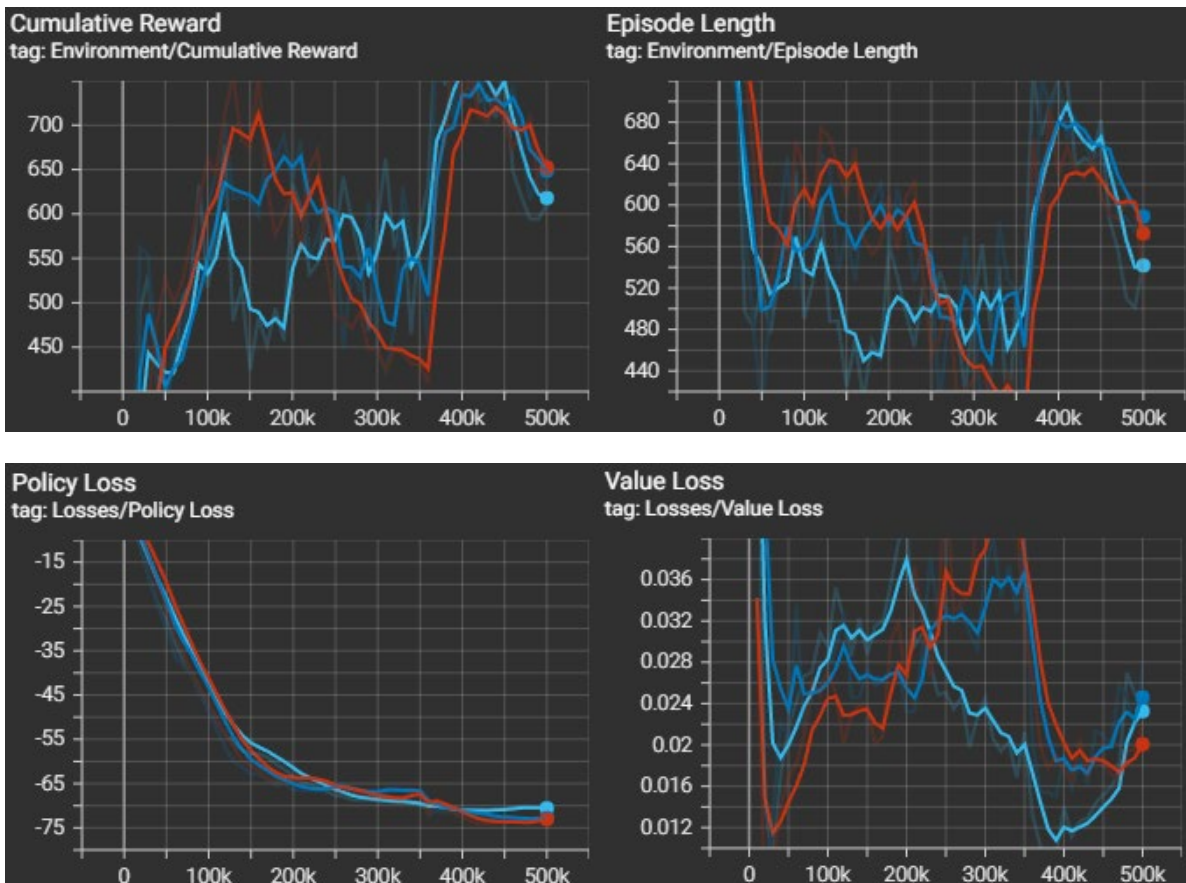 Cumulative Reward
tag: Environment/Cumulative Reward
700
650
600
550
500
450
0 100k 200k 300k 400k 500k
Episode Length
tag: Environment/Episode Length
680
640
600
560
520
480
440
0 100k 200k 300k 400k 500k
Policy Loss
tag: Losses/Policy Loss
-15
-25
-35
-45
-55
-65
-75
0 100k 200k 300k 400k 500k
Value Loss
tag: Losses/Value Loss
0.036
0.032
0.028
0.024
0.02
0.016
0.012
0 100k 200k 300k 400k 500k